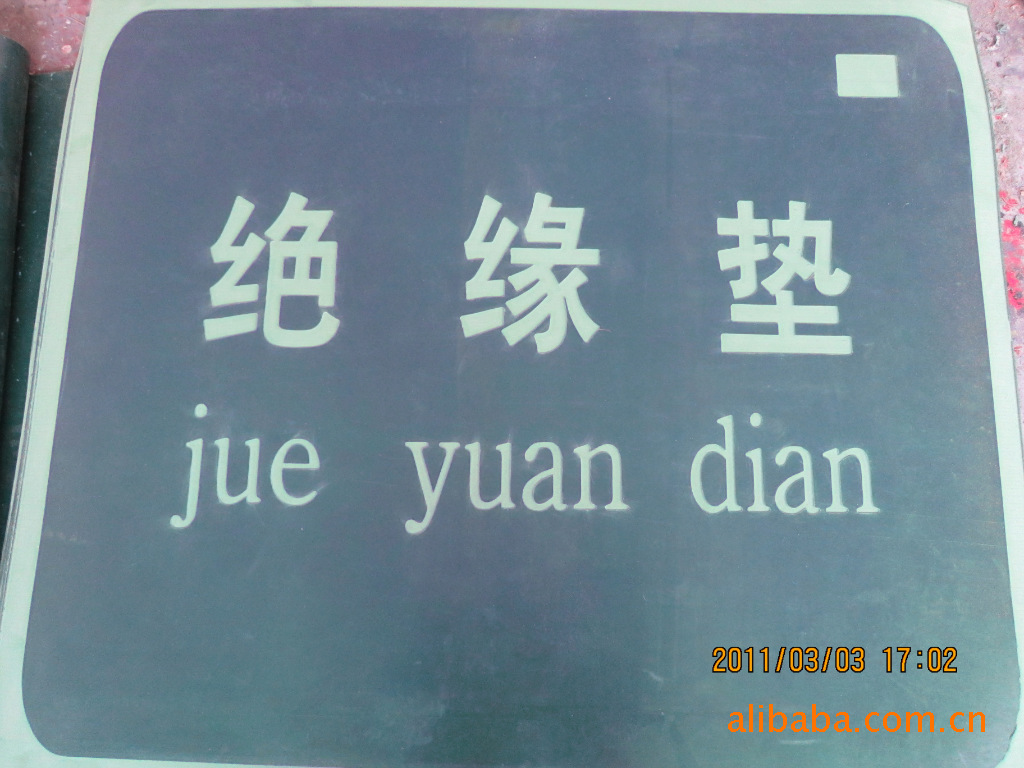 绝缘垫
jue yuan dian
2011/03/03 17:02
alibaba.com.cn